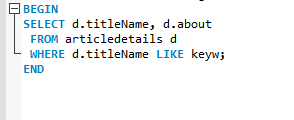 BEGIN
SELECT d.titleName, d.about
FROM articledetails d
WHERE d.titleName LIKE keyw;
END